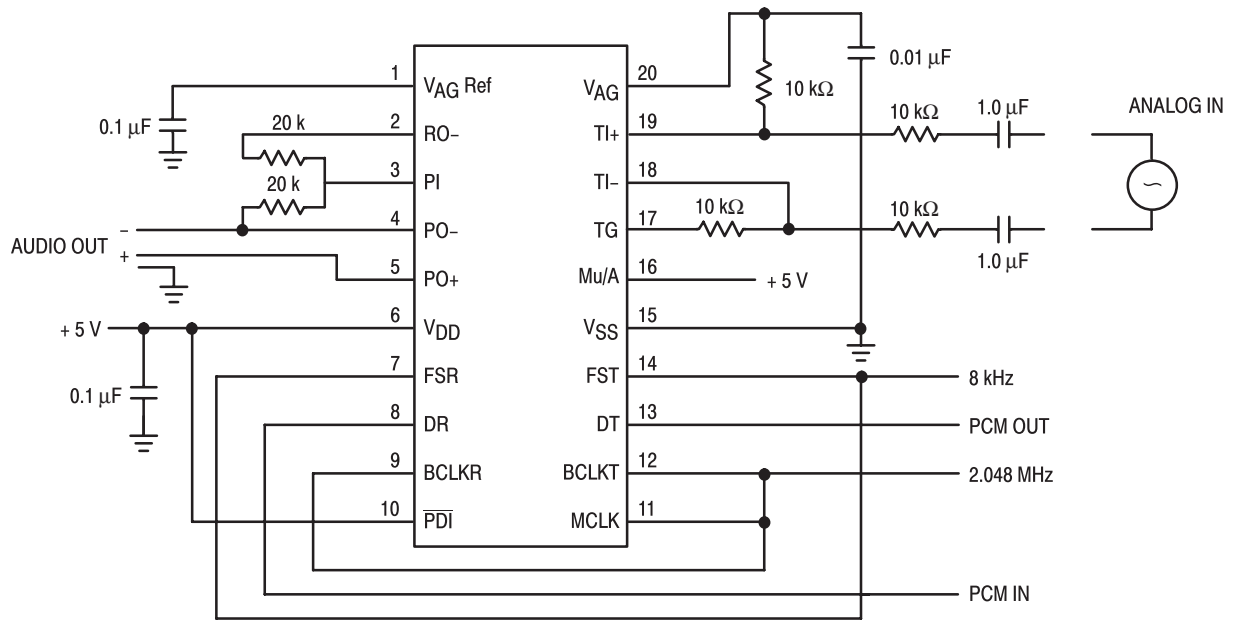 1
V_AG Ref
0.1 µF
2
RO–
20 k
3
PI
20 k
4
PO–
–
AUDIO OUT
+
5
PO+
+ 5 V
6
V_DD
0.1 µF
7
FSR
8
DR
9
BCLKR
10
PDI
20
V_AG
10 kΩ
0.01 µF
19
TI+
10 kΩ
1.0 µF
ANALOG IN
18
TI–
17
TG
10 kΩ
10 kΩ
1.0 µF
16
Mu/A
+ 5 V
15
V_SS
14
FST
8 kHz
13
DT
PCM OUT
12
BCLKT
2.048 MHz
11
MCLK
PCM IN